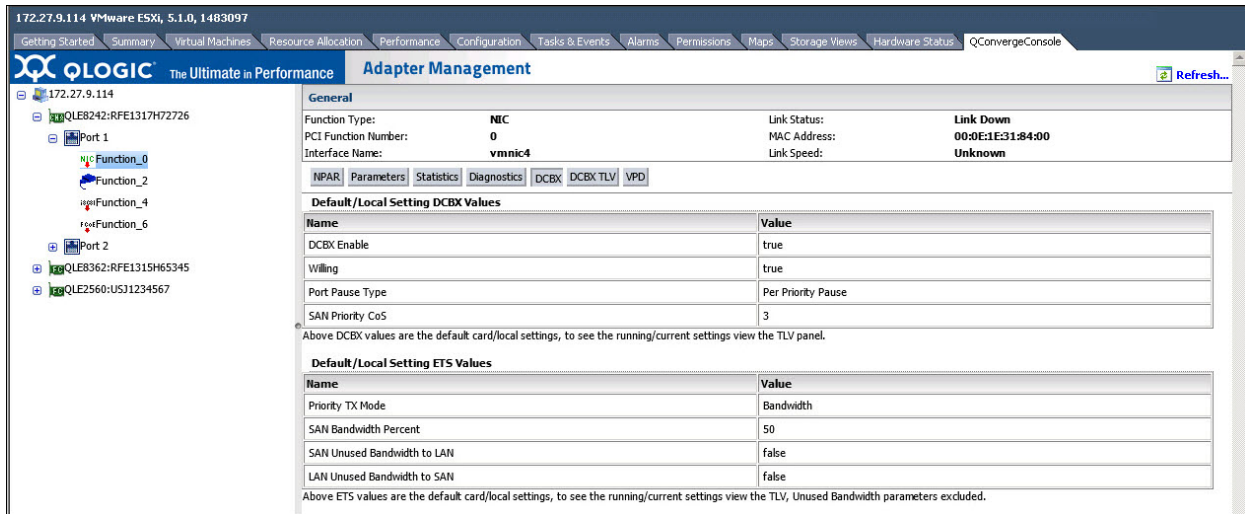 172.27.9.114 VMware ESXi, 5.1.0, 1483097
Getting Started Summary Virtual Machines Resource Allocation Performance Configuration Tasks & Events Alarms Permissions Maps Storage Views Hardware Status QConvergeConsole
QLOGIC The Ultimate in Performance Adapter Management Refresh...
172.27.9.114
QLE8242:RFE1317H72726
Port 1
NIC Function_0
Function_2
iSCSI Function_4
FCoE Function_6
Port 2
QLE8362:RFE1315H65345
QLE2560:USJ1234567
General
Function Type: NIC Link Status: Link Down
PCI Function Number: 0 MAC Address: 00:0E:1E:31:84:00
Interface Name: vmnic4 Link Speed: Unknown
NPAR Parameters Statistics Diagnostics DCBX DCBX TLV VPD
Default/Local Setting DCBX Values
Name Value
DCBX Enable true
Willing true
Port Pause Type Per Priority Pause
SAN Priority CoS 3
Above DCBX values are the default card/local settings, to see the running/current settings view the TLV panel.
Default/Local Setting ETS Values
Name Value
Priority TX Mode Bandwidth
SAN Bandwidth Percent 50
SAN Unused Bandwidth to LAN false
LAN Unused Bandwidth to SAN false
Above ETS values are the default card/local settings, to see the running/current settings view the TLV, Unused Bandwidth parameters excluded.